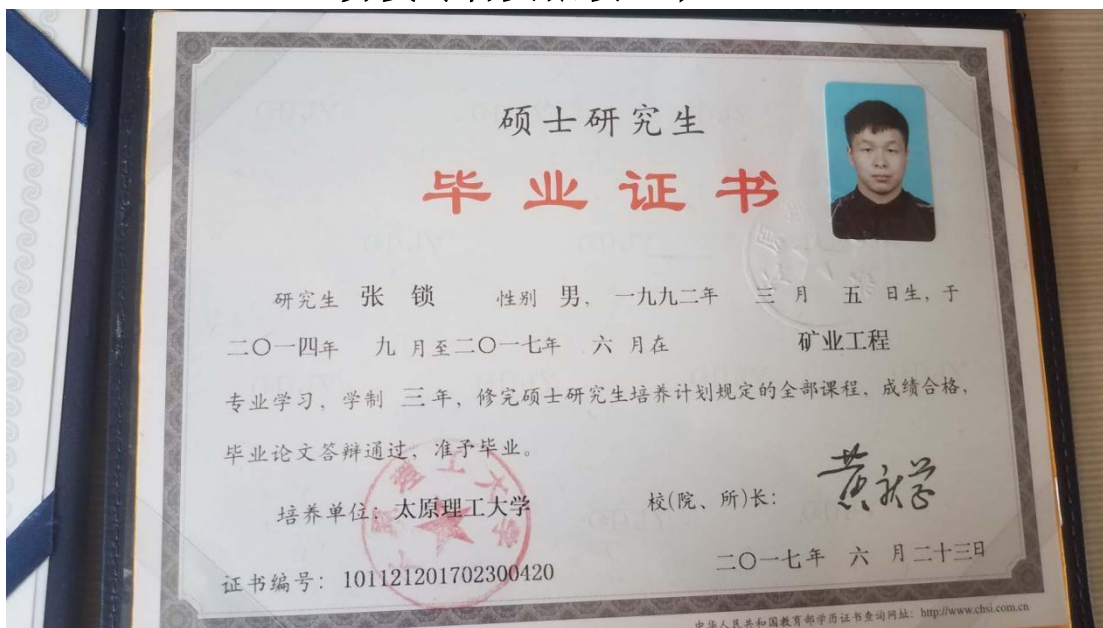 硕士研究生
毕业证书
研究生 张 锁 性别 男, 一九九二年 三 月 五 日生, 于
二〇一四年 九 月至二〇一七年 六 月在 矿业工程
专业学习, 学制 三 年, 修完硕士研究生培养计划规定的全部课程, 成绩合格,
毕业论文答辩通过, 准予毕业。
培养单位: 太原理工大学 校(院、所)长:
二〇一七年 六 月二十三日
证书编号: 101121201702300420
中华人民共和国教育部学历证书查询网址: http://www.chsi.com.cn